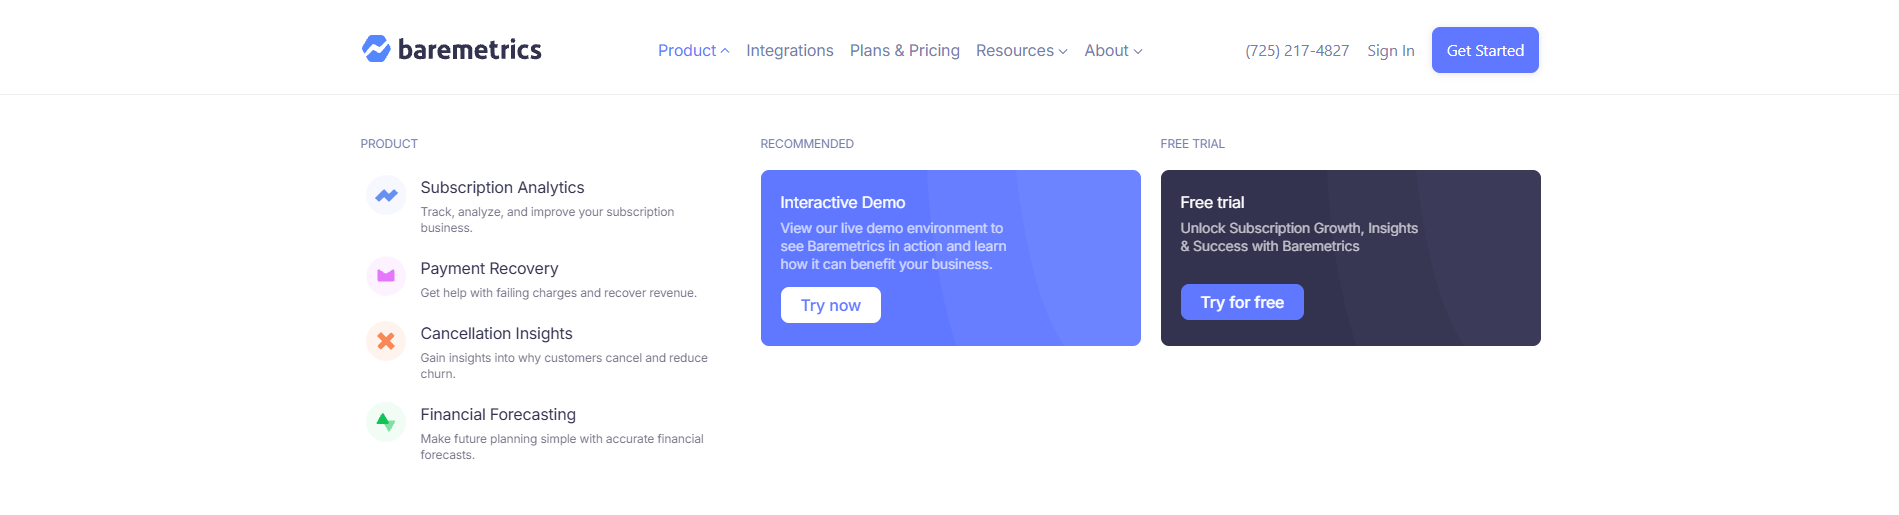 baremetrics
Product
Integrations
Plans & Pricing
Resources
About
(725) 217-4827
Sign In
Get Started
PRODUCT
Subscription Analytics
Track, analyze, and improve your subscription
business.
Payment Recovery
Get help with failing charges and recover revenue.
Cancellation Insights
Gain insights into why customers cancel and reduce
churn.
Financial Forecasting
Make future planning simple with accurate financial
forecasts.
RECOMMENDED
Interactive Demo
View our live demo environment to
see Baremetrics in action and learn
how it can benefit your business.
Try now
FREE TRIAL
Free trial
Unlock Subscription Growth, Insights
& Success with Baremetrics
Try for free